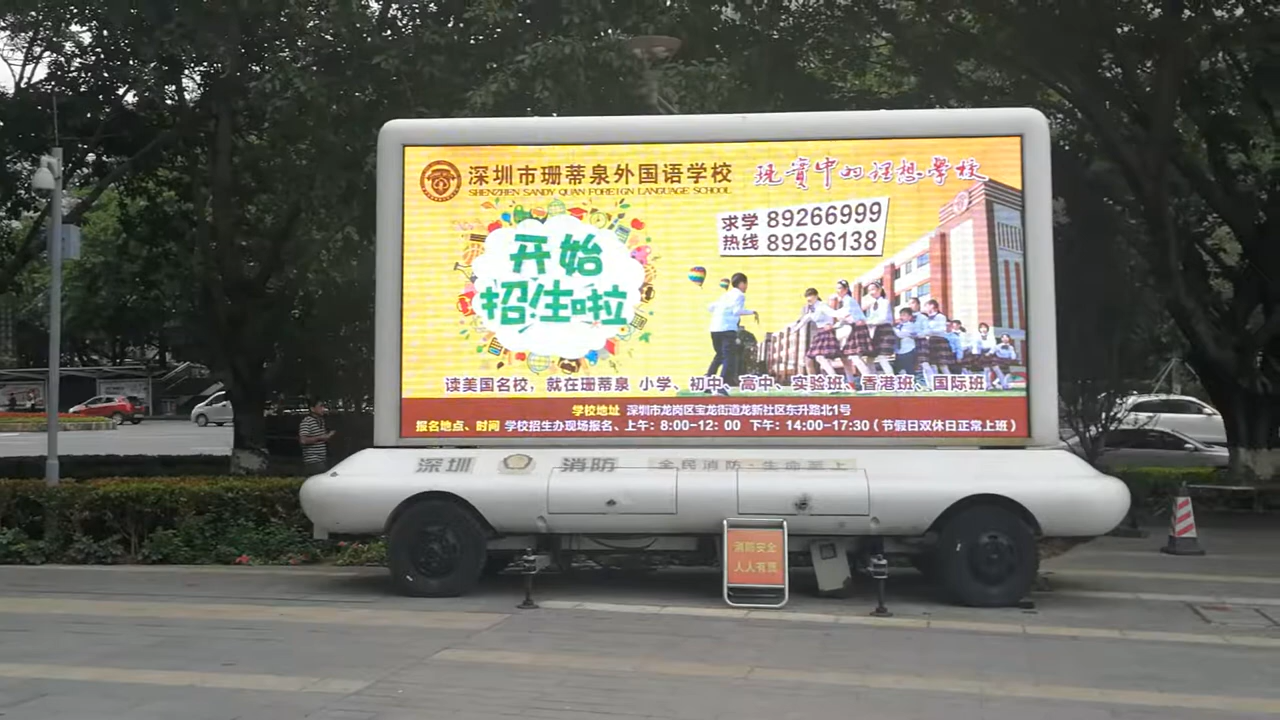 深圳市珊蒂泉外国语学校
SHENZHEN SANDY QUAN FOREIGN LANGUAGE SCHOOL
现实中的理想學校
求学 89266999
热线 89266138
开始
招生啦
读美国名校，就在珊蒂泉 小学、初中、高中、实验班、香港班、国际班
学校地址 深圳市龙岗区宝龙街道龙新社区东升路北1号
报名地点、时间 学校招生办现场报名、上午：8:00-12：00 下午：14:00-17:30（节假日双休日正常上班）
深圳 消防 全民消防·生命至上
消防安全
人人有责